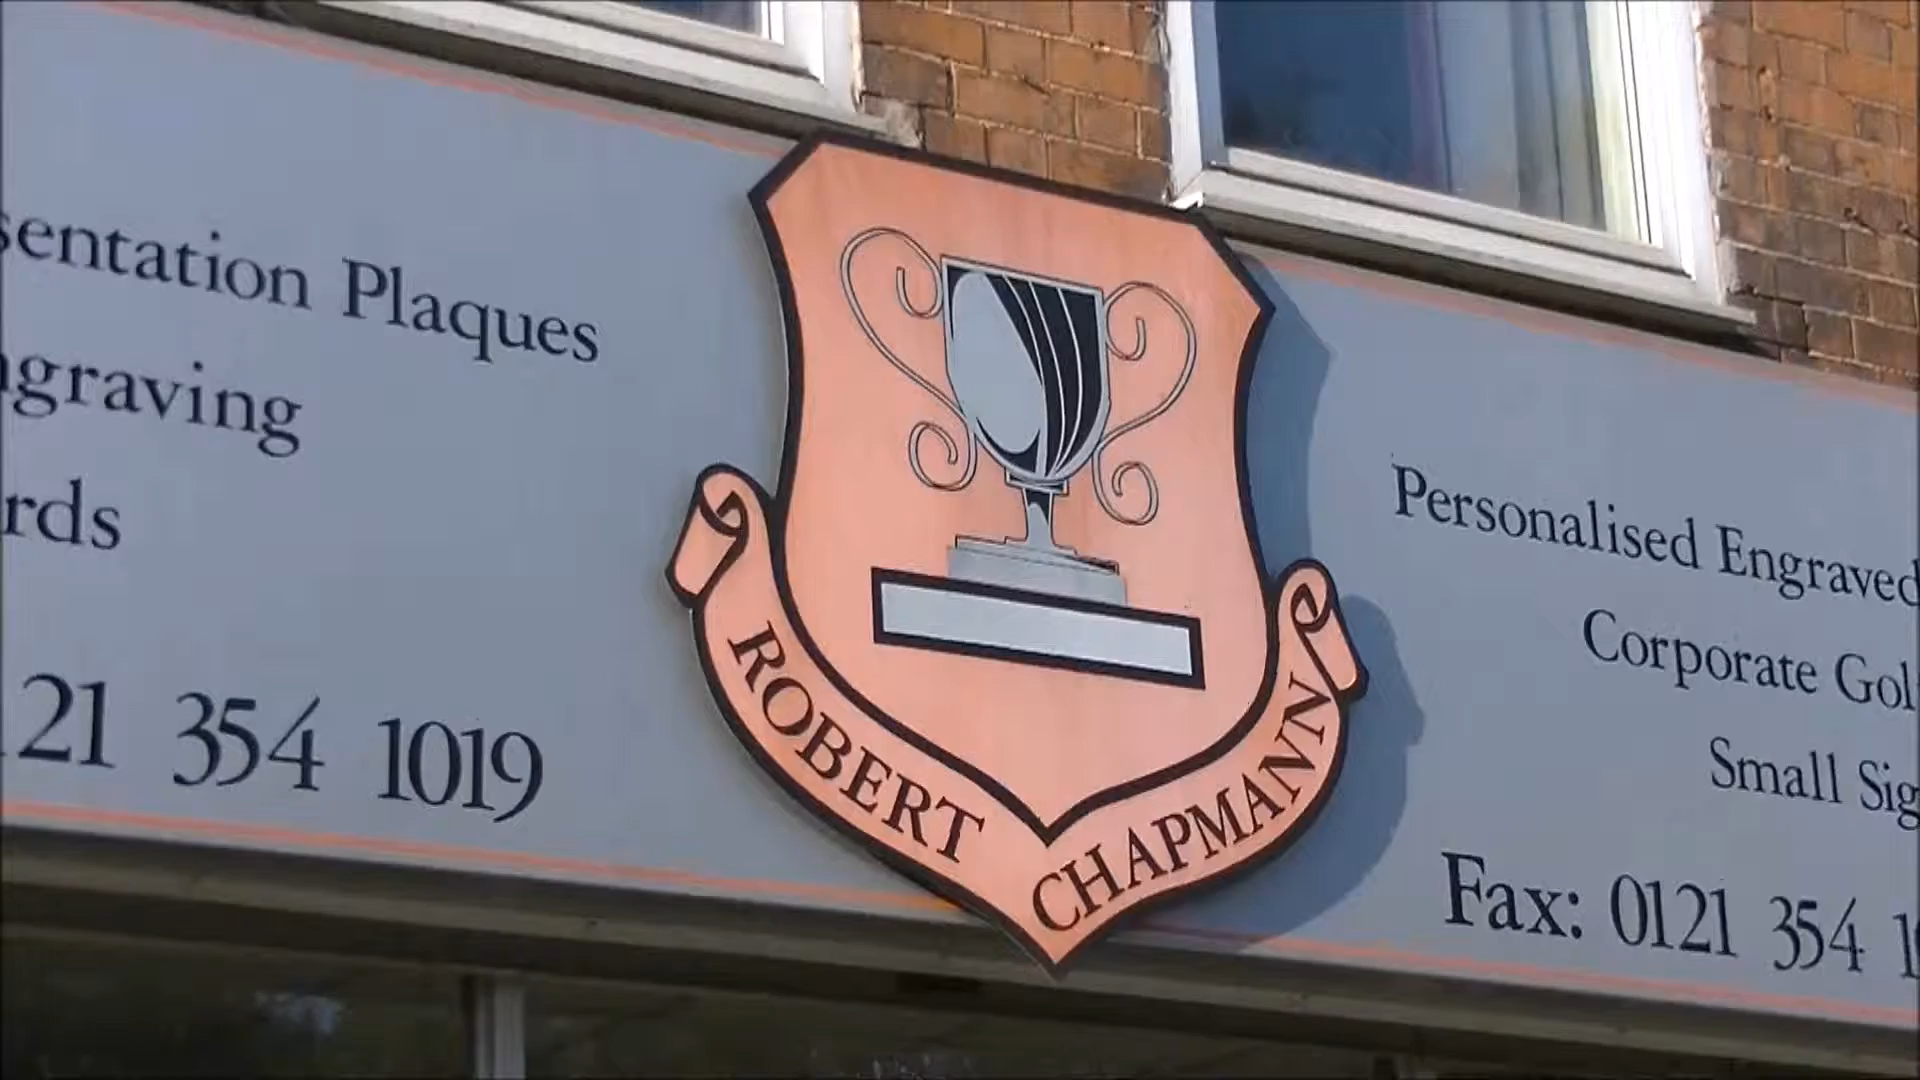 sentation Plaques
ngraving
rds
21 354 1019
ROBERT CHAPMANN
Personalised Engraved
Corporate Gol
Small Sig
Fax: 0121 354 1